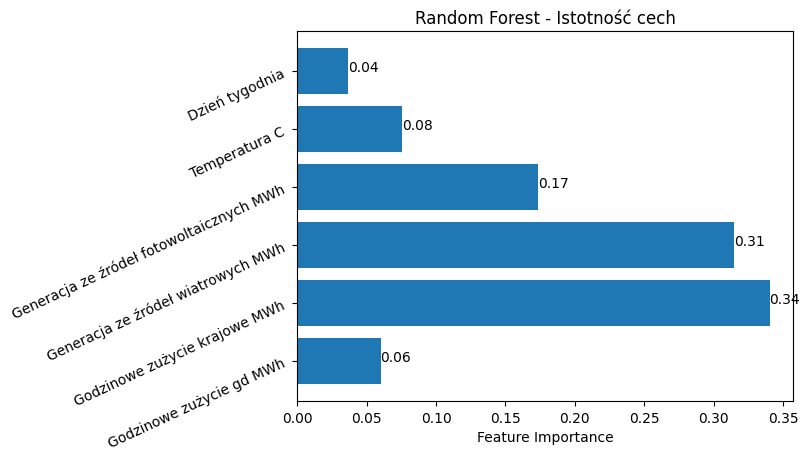 Random Forest - Istotność cech
Dzień tygodnia
0.04
Temperatura C
0.08
Generacja ze źródeł fotowoltaicznych MWh
0.17
Generacja ze źródeł wiatrowych MWh
0.31
Godzinowe zużycie krajowe MWh
0.34
Godzinowe zużycie gd MWh
0.06
0.00 0.05 0.10 0.15 0.20 0.25 0.30 0.35
Feature Importance